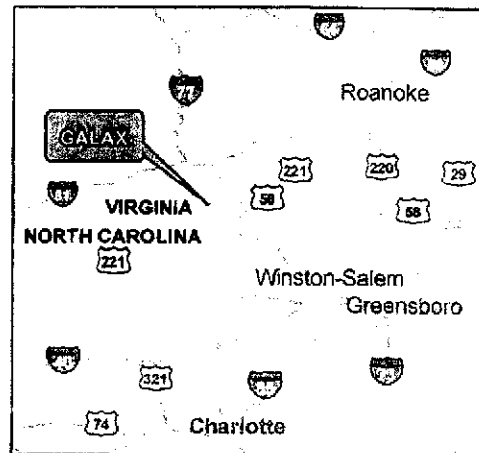 Roanoke
GALAX
221
220
29
58
58
VIRGINIA
NORTH CAROLINA
221
Winston-Salem
Greensboro
321
74
Charlotte